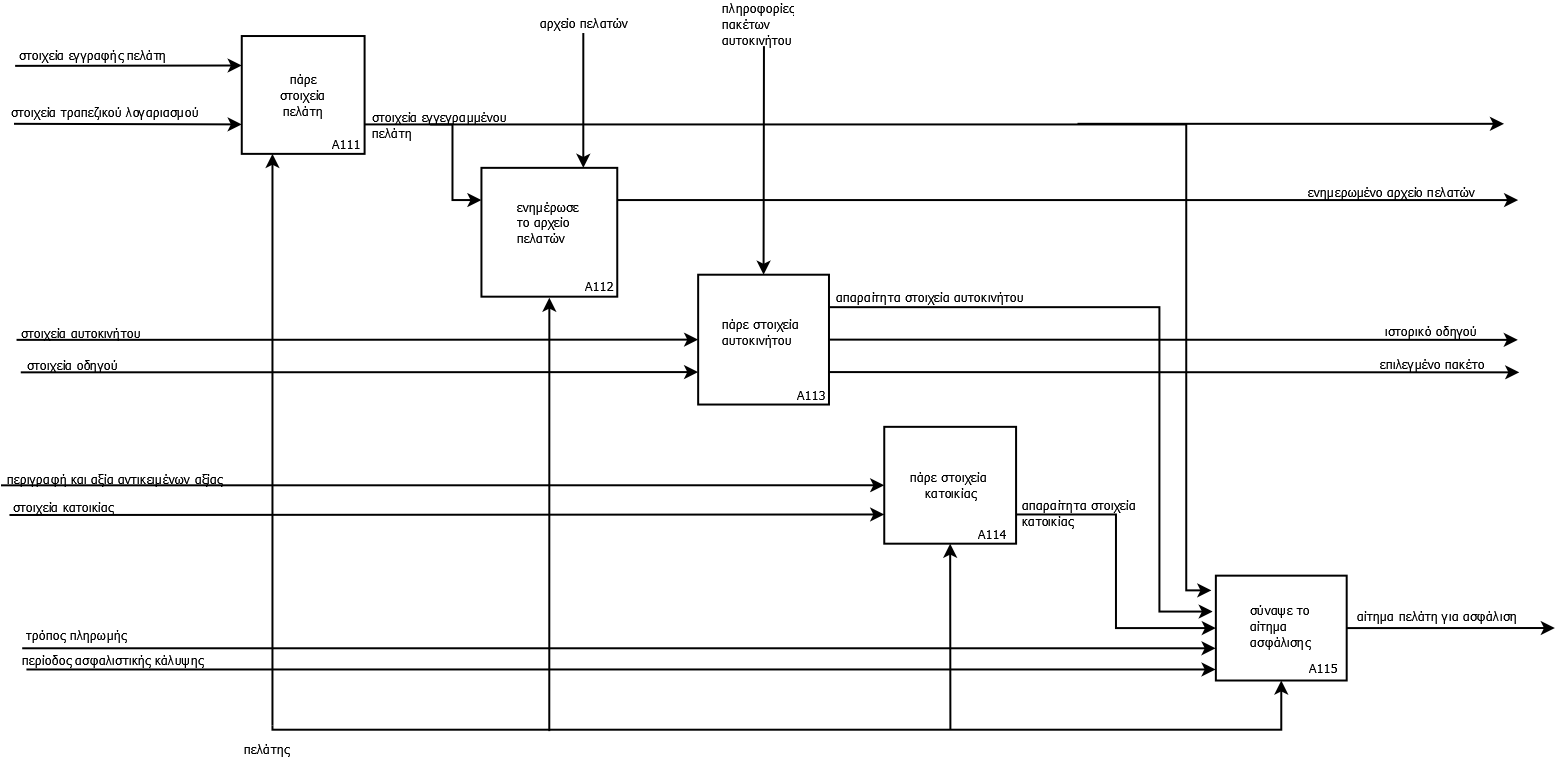 πληροφορίες
πακέτων
αυτοκινήτου
αρχείο πελατών
στοιχεία εγγραφής πελάτη
πάρε
στοιχεία
πελάτη
A111
στοιχεία τραπεζικού λογαριασμού
στοιχεία εγγεγραμμένου
πελάτη
ενημέρωσε
το αρχείο
πελατών
A112
ενημερωμένο αρχείο πελατών
στοιχεία αυτοκινήτου
στοιχεία οδηγού
πάρε στοιχεία
αυτοκινήτου
A113
απαραίτητα στοιχεία αυτοκινήτου
ιστορικό οδηγού
επιλεγμένο πακέτο
περιγραφή και αξία αντικειμένων αξίας
στοιχεία κατοικίας
πάρε στοιχεία
κατοικίας
A114
απαραίτητα στοιχεία
κατοικίας
τρόπος πληρωμής
περίοδος ασφαλιστικής κάλυψης
σύναψε το
αίτημα
ασφάλισης
A115
αίτημα πελάτη για ασφάλιση
πελάτης